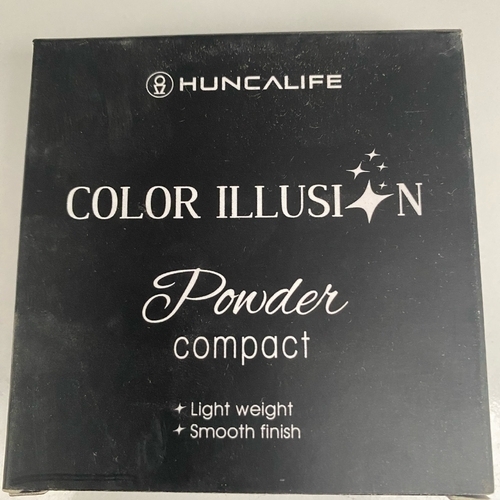 HUNCALIFE
COLOR ILLUSION
Powder
compact
Light weight
Smooth finish